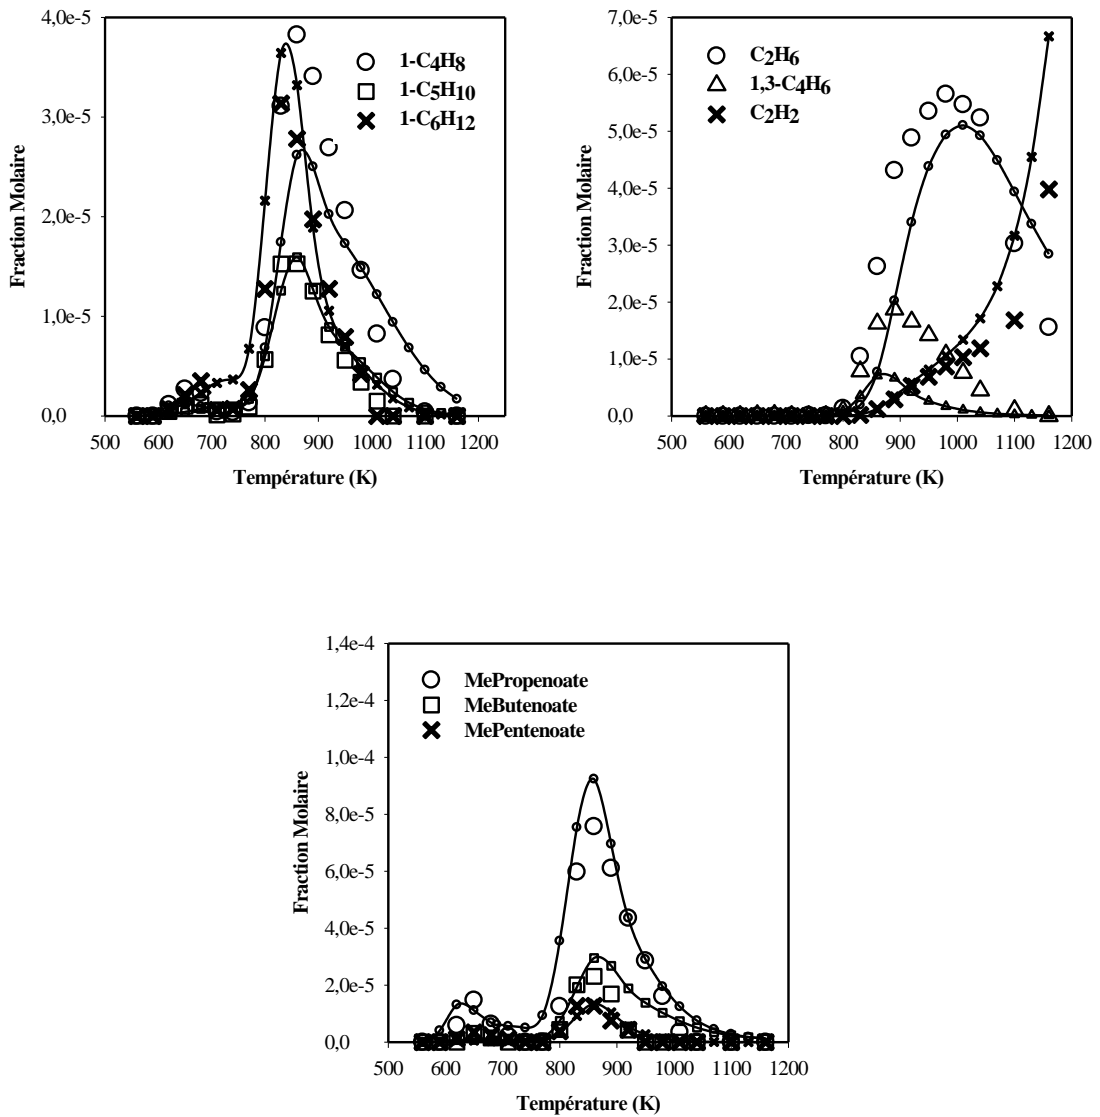 4,0e-5
3,0e-5
2,0e-5
1,0e-5
0,0
Fraction Molaire
1-C4H8
1-C5H10
1-C6H12
500 600 700 800 900 1000 1100 1200
Température (K)
7,0e-5
6,0e-5
5,0e-5
4,0e-5
3,0e-5
2,0e-5
1,0e-5
0,0
Fraction Molaire
C2H6
1,3-C4H6
C2H2
500 600 700 800 900 1000 1100 1200
Température (K)
1,4e-4
1,2e-4
1,0e-4
8,0e-5
6,0e-5
4,0e-5
2,0e-5
0,0
Fraction Molaire
MePropenoate
MeButenoate
MePentenoate
500 600 700 800 900 1000 1100 1200
Température (K)